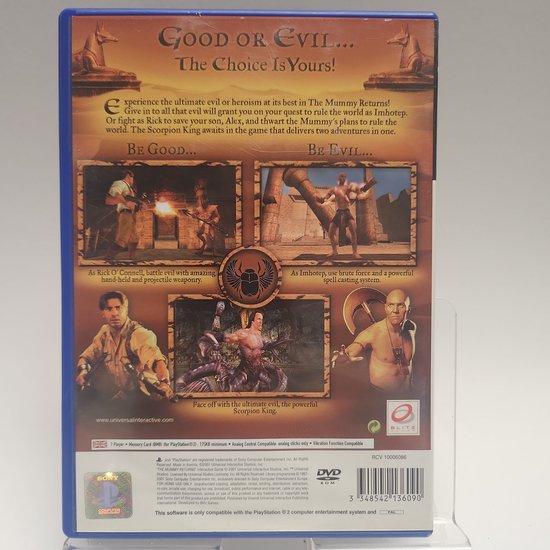 GOOD OR EVIL...
THE CHOICE IS YOURS!
Experience the ultimate evil or heroism at its best in The Mummy Returns!
Give in to all that evil will grant you on your quest to rule the world as Imhotep.
Or fight as Rick to save your son, Alex, and thwart the Mummy's plans to rule the
world. The Scorpion King awaits in the game that delivers two adventures in one.
BE GOOD...
BE EVIL...
As Rick O'Connell, battle evil with amazing
hand-held and projectile weaponry.
As Imhotep, use brute force and a powerful
spell casting system.
Face off with the ultimate evil, the powerful
Scorpion King.
www.universalinteractive.com
BLITZ
1 Player • Memory Card (8MB) (for PlayStation®2) : 175KB minimum • Analog Control Compatible: analog sticks only • Vibration Function Compatible
RCV 10006086
SONY
DVD
ROM
3 348542 136090
This software is only compatible with PlayStation®2 computer entertainment system and
PAL